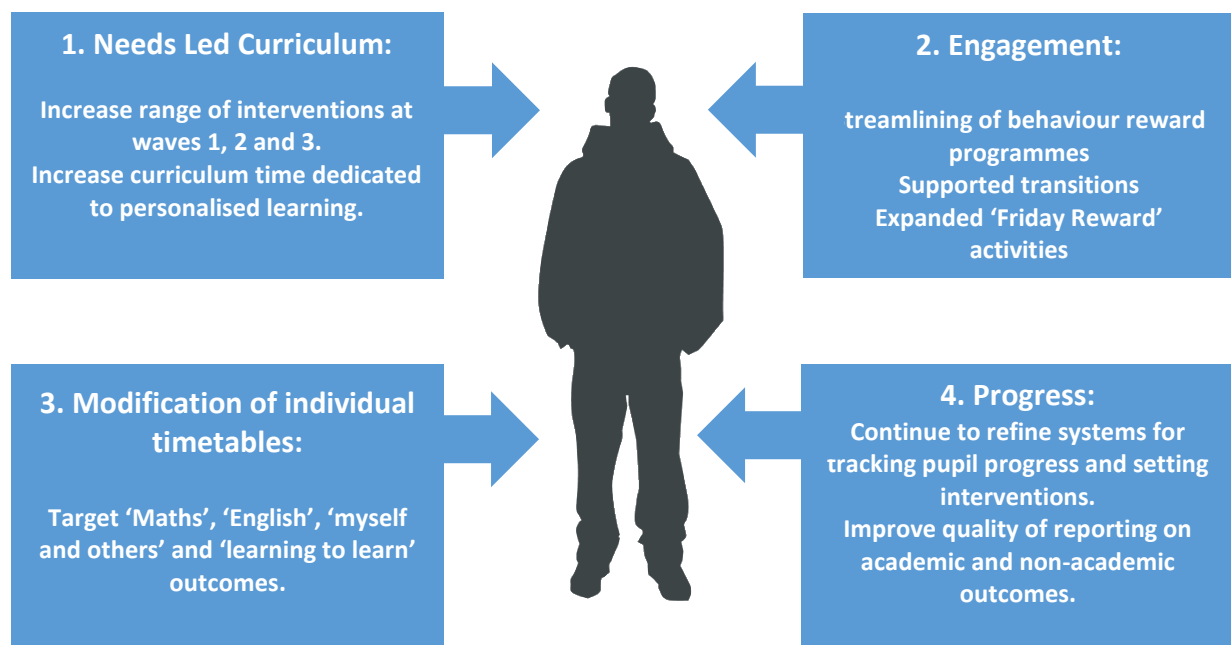 1. Needs Led Curriculum:
Increase range of interventions at
waves 1, 2 and 3.
Increase curriculum time dedicated
to personalised learning.
2. Engagement:
treamlining of behaviour reward
programmes
Supported transitions
Expanded ‘Friday Reward’
activities
3. Modification of individual
timetables:
Target ‘Maths’, ‘English’, ‘myself
and others’ and ‘learning to learn’
outcomes.
4. Progress:
Continue to refine systems for
tracking pupil progress and setting
interventions.
Improve quality of reporting on
academic and non-academic
outcomes.